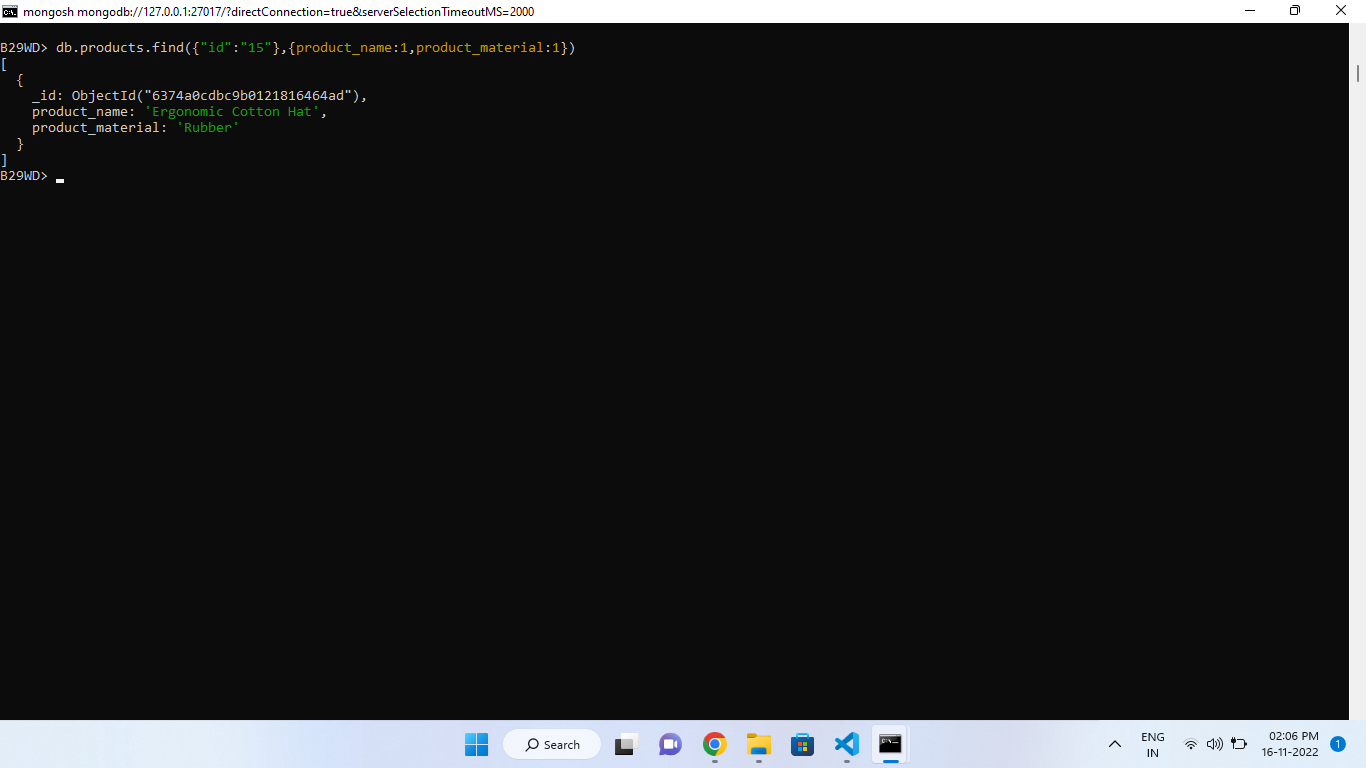 mongosh mongodb://127.0.0.1:27017/?directConnection=true&serverSelectionTimeoutMS=2000
B29WD> db.products.find({"id":"15"},{product_name:1,product_material:1})
[
  {
    _id: ObjectId("6374a0cdbc9b0121816464ad"),
    product_name: 'Ergonomic Cotton Hat',
    product_material: 'Rubber'
  }
]
B29WD>
Search
ENG
IN
02:06 PM
16-11-2022
1